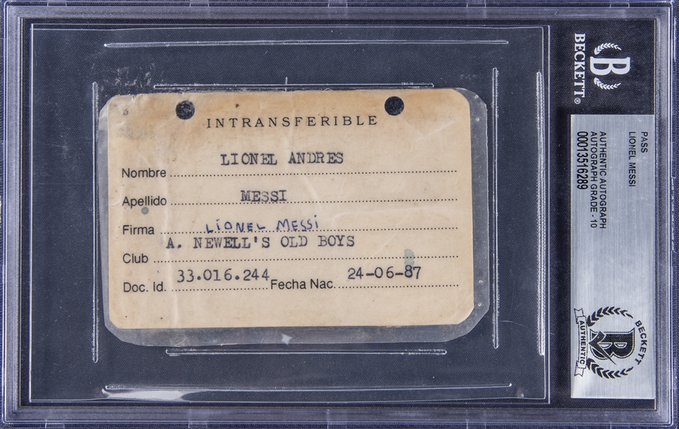 INTRANSFERIBLE
Nombre LIONEL ANDRES
Apellido MESSI
Firma LIONEL MESSI
Club A. NEWELL'S OLD BOYS
Doc. Id. 33.016.244 Fecha Nac. 24-06-87
B
BECKETT®
PASS
LIONEL MESSI
AUTHENTIC AUTOGRAPH
AUTOGRAPH GRADE - 10
00013516289
BECKETT
B
AUTHENTIC